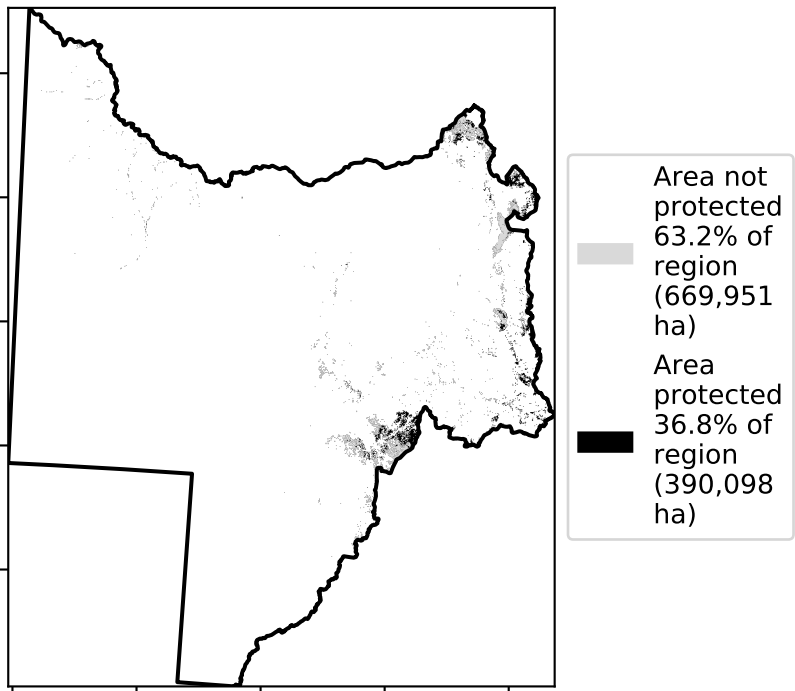 Area not
protected
63.2% of
region
(669,951
ha)
Area
protected
36.8% of
region
(390,098
ha)